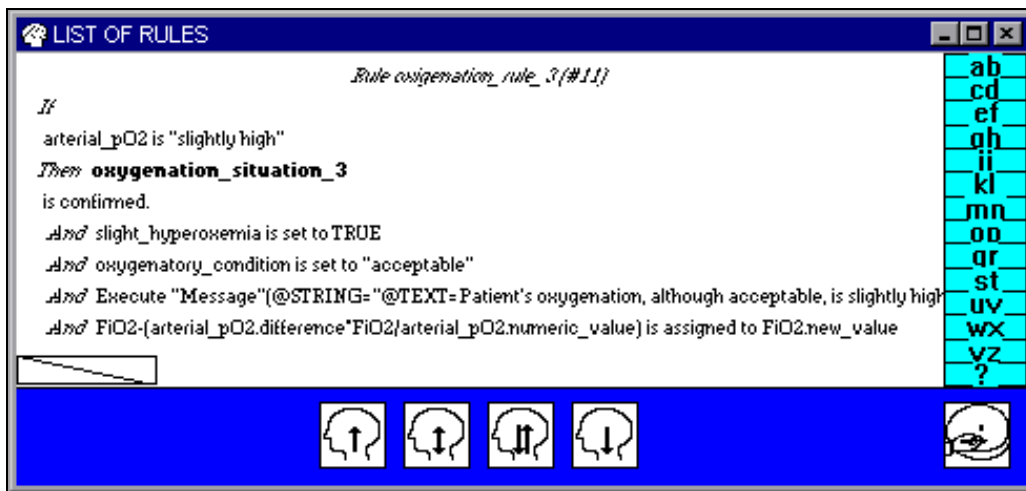 LIST OF RULES
Rule oxigenation_rule_3 (#11)
If
arterial_pO2 is "slightly high"
Then oxygenation_situation_3
is confirmed.
And slight_hyperoxemia is set to TRUE
And oxygenatory_condition is set to "acceptable"
And Execute "Message"(@STRING="@TEXT=Patient's oxygenation, although acceptable, is slightly high
And FiO2-(arterial_pO2.difference*FiO2/arterial_pO2.numeric_value) is assigned to FiO2.new_value
ab
cd
ef
gh
ij
kl
mn
op
qr
st
uv
wx
yz
?